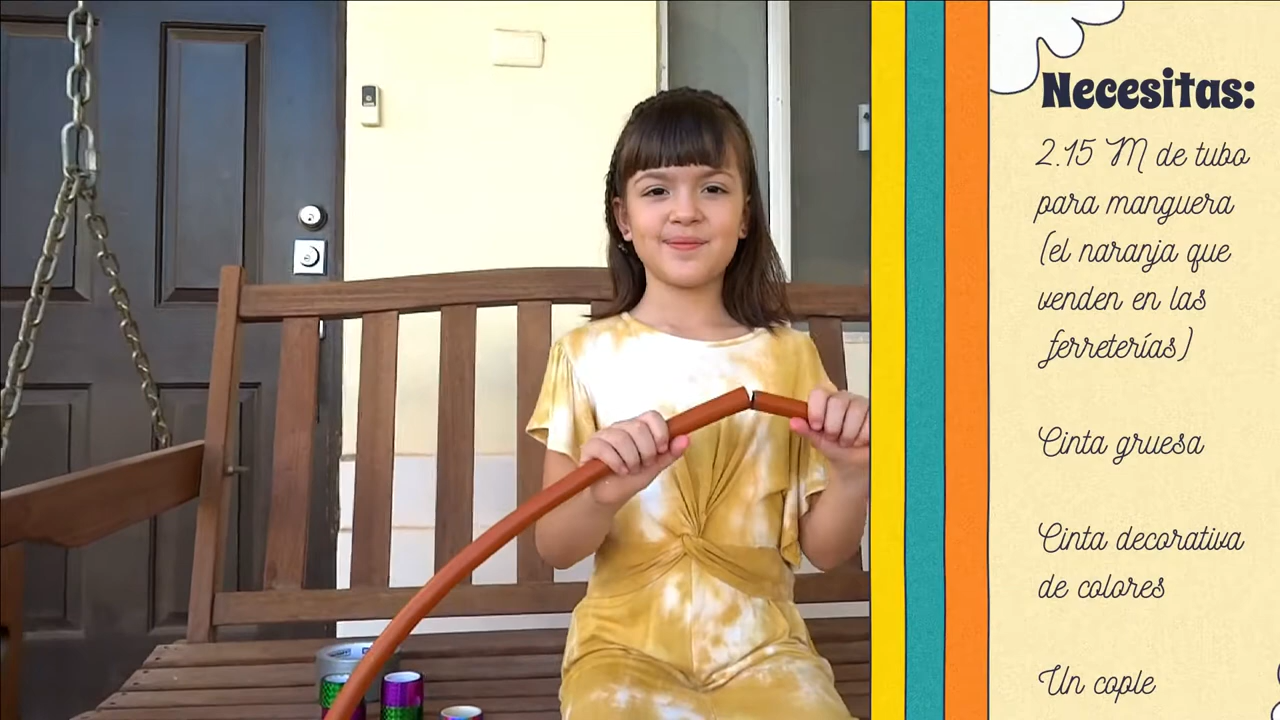 Necesitas:
2.15 M de tubo
para manguera
(el naranja que
venden en las
ferreterías)
Cinta gruesa
Cinta decorativa
de colores
Un cople